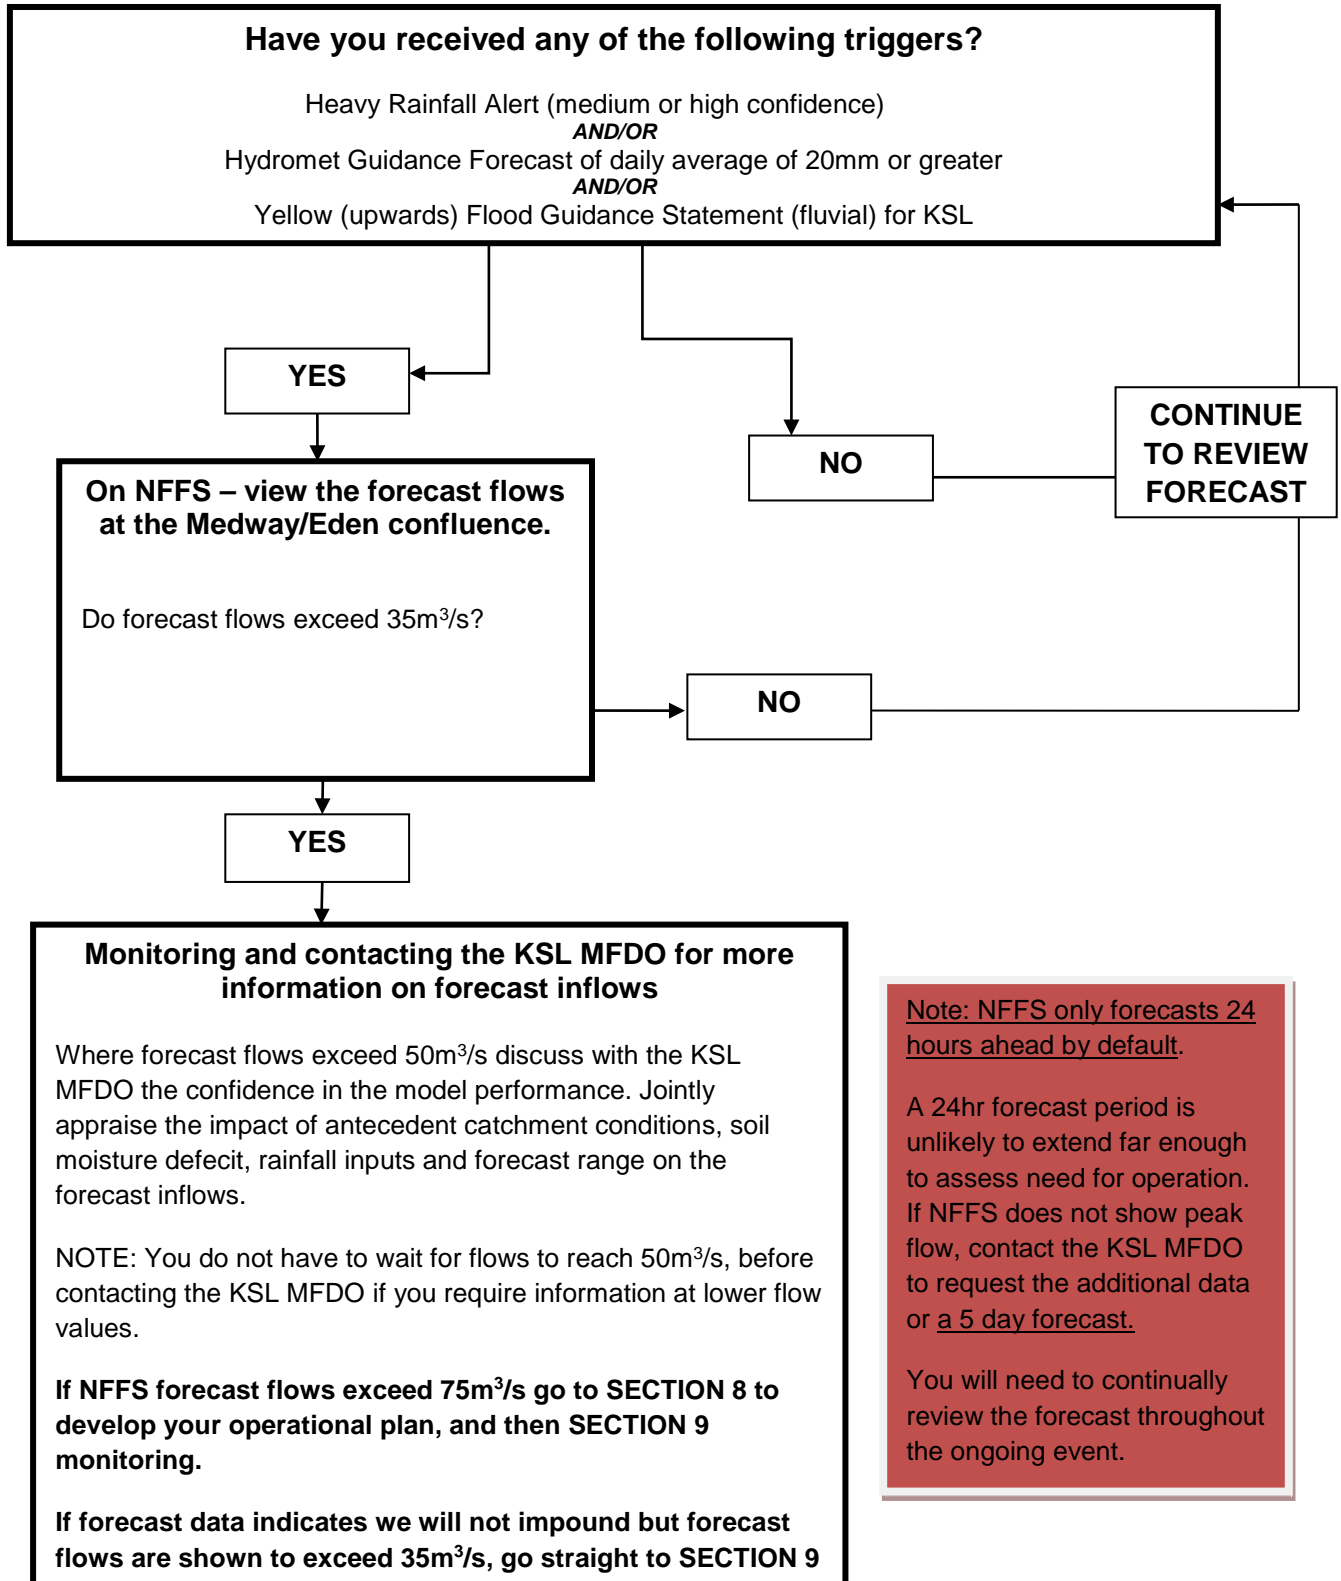 Have you received any of the following triggers?
Heavy Rainfall Alert (medium or high confidence)
AND/OR
Hydromet Guidance Forecast of daily average of 20mm or greater
AND/OR
Yellow (upwards) Flood Guidance Statement (fluvial) for KSL
YES
NO
CONTINUE
TO REVIEW
FORECAST
On NFFS – view the forecast flows
at the Medway/Eden confluence.
Do forecast flows exceed 35m³/s?
NO
YES
Monitoring and contacting the KSL MFDO for more
information on forecast inflows
Where forecast flows exceed 50m³/s discuss with the KSL
MFDO the confidence in the model performance. Jointly
appraise the impact of antecedent catchment conditions, soil
moisture defecit, rainfall inputs and forecast range on the
forecast inflows.
NOTE: You do not have to wait for flows to reach 50m³/s, before
contacting the KSL MFDO if you require information at lower flow
values.
If NFFS forecast flows exceed 75m³/s go to SECTION 8 to
develop your operational plan, and then SECTION 9
monitoring.
If forecast data indicates we will not impound but forecast
flows are shown to exceed 35m³/s, go straight to SECTION 9
Note: NFFS only forecasts 24
hours ahead by default.
A 24hr forecast period is
unlikely to extend far enough
to assess need for operation.
If NFFS does not show peak
flow, contact the KSL MFDO
to request the additional data
or a 5 day forecast.
You will need to continually
review the forecast throughout
the ongoing event.